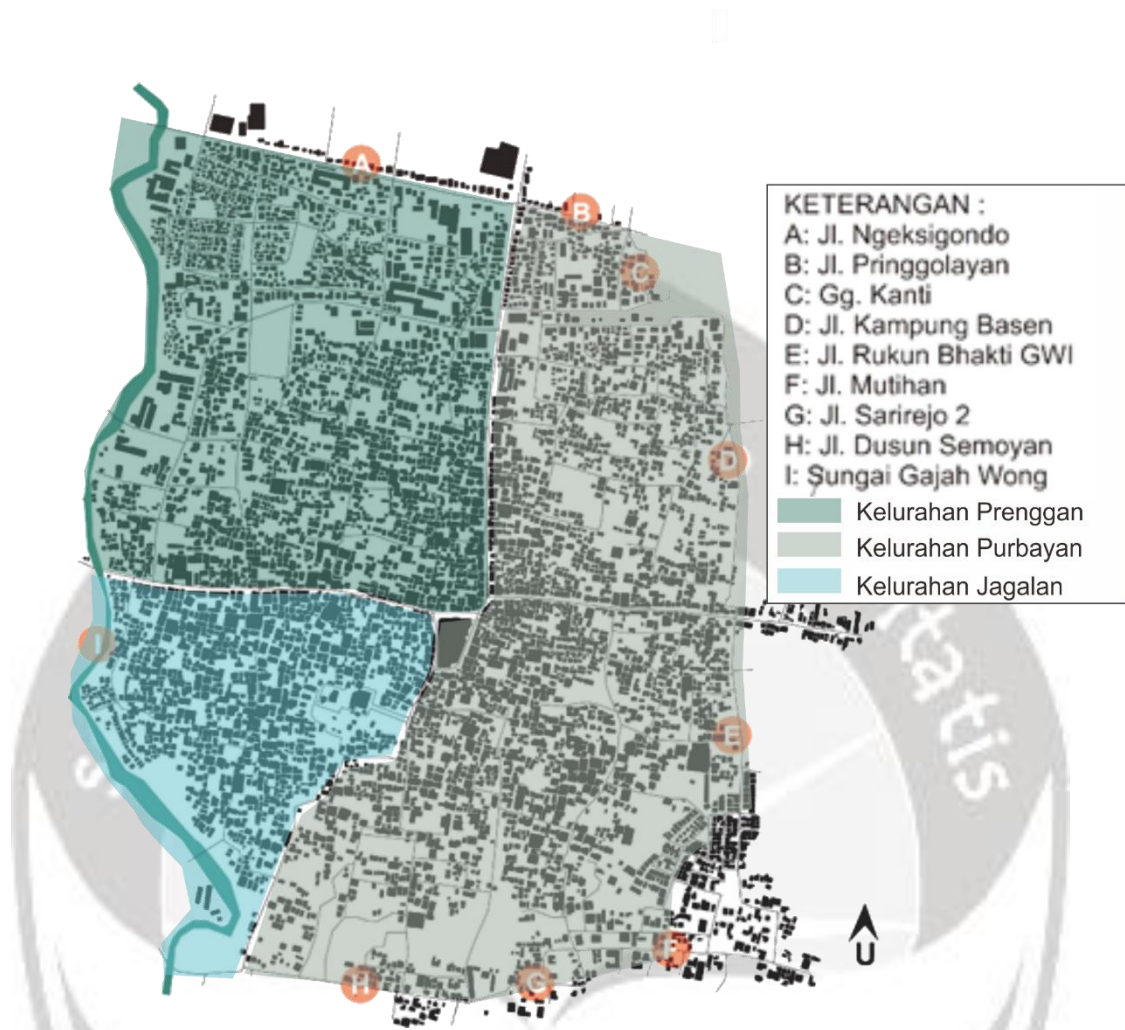 A
B
C
KETERANGAN :
A: Jl. Ngeksigondo
B: Jl. Pringgolayan
C: Gg. Kanti
D: Jl. Kampung Basen
E: Jl. Rukun Bhakti GWI
F: Jl. Mutihan
G: Jl. Sarirejo 2
H: Jl. Dusun Semoyan
I: Sungai Gajah Wong
Kelurahan Prenggan
Kelurahan Purbayan
Kelurahan Jagalan
D
I
E
F
U
H
G
s
itatis